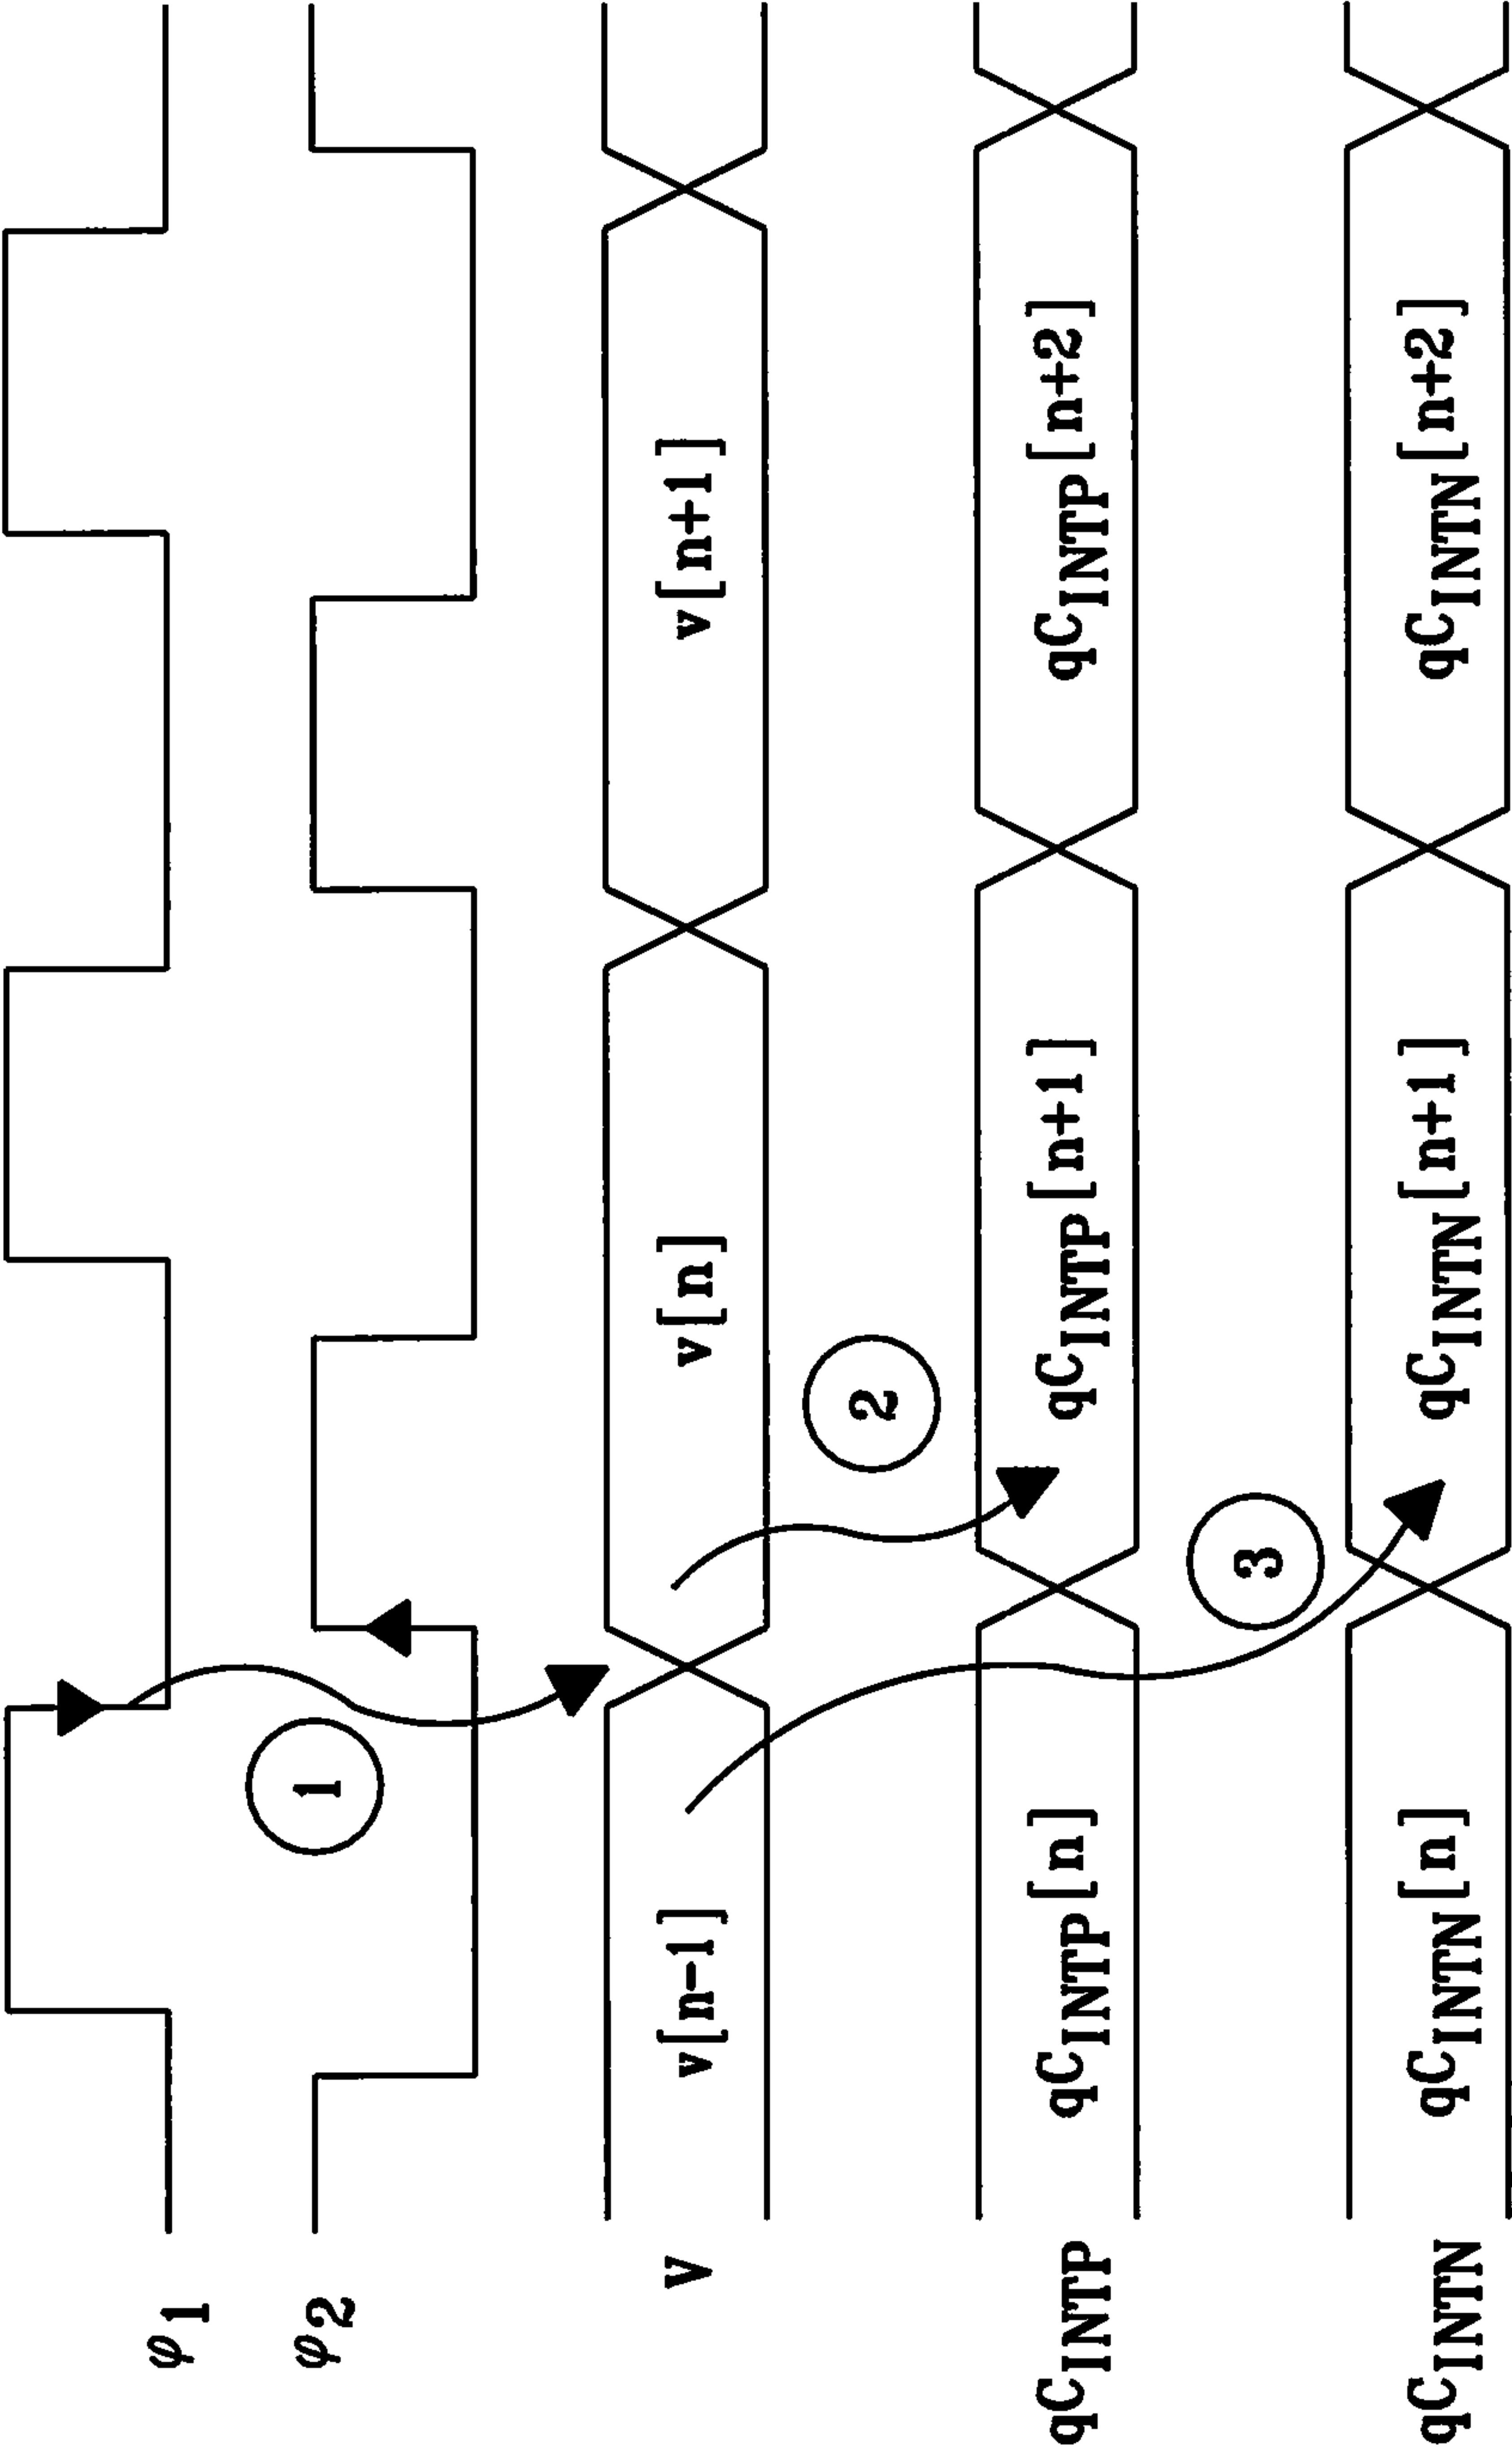 φ1
1
φ2
v
v[n-1]
v[n]
v[n+1]
2
qCINTP
qCINTP[n]
qCINTP[n+1]
qCINTP[n+2]
3
qCINTN
qCINTN[n]
qCINTN[n+1]
qCINTN[n+2]